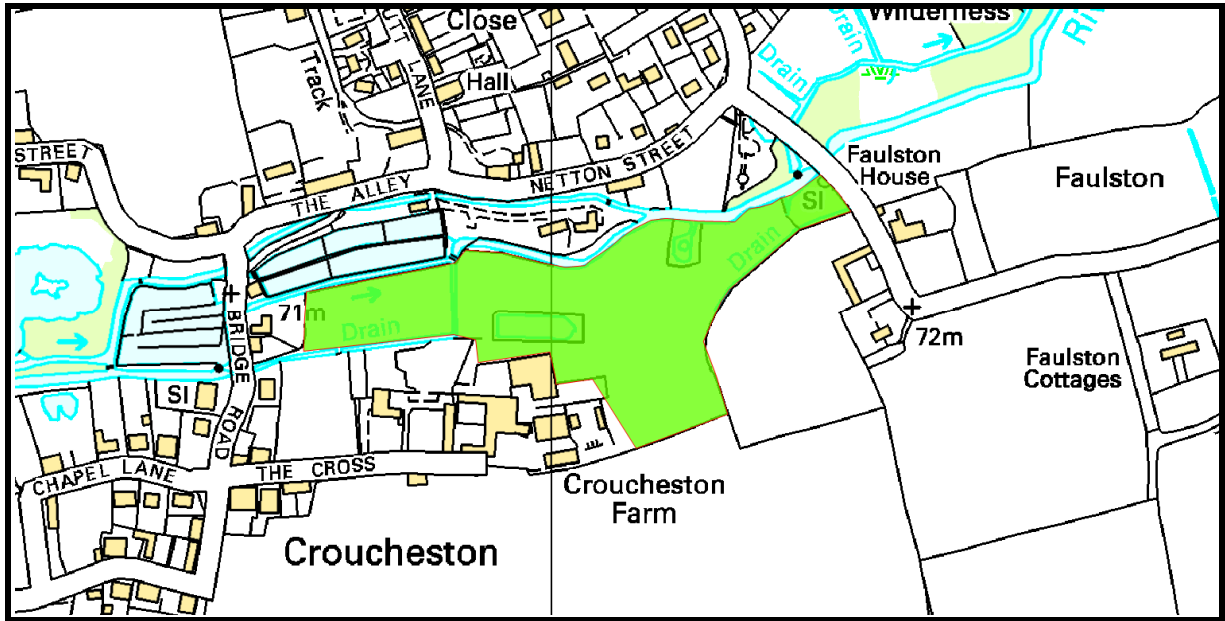 Close
Drain
Wilderness
Riv
Track
LANE
Hall
Drain
STREET
THE ALLEY
NETTON STREET
Faulston
House
Faulston
SI
Drain
71m
BRIDGE
ROAD
Drain
72m
Faulston
Cottages
SI
CHAPEL LANE
THE CROSS
Croucheston
Farm
Croucheston